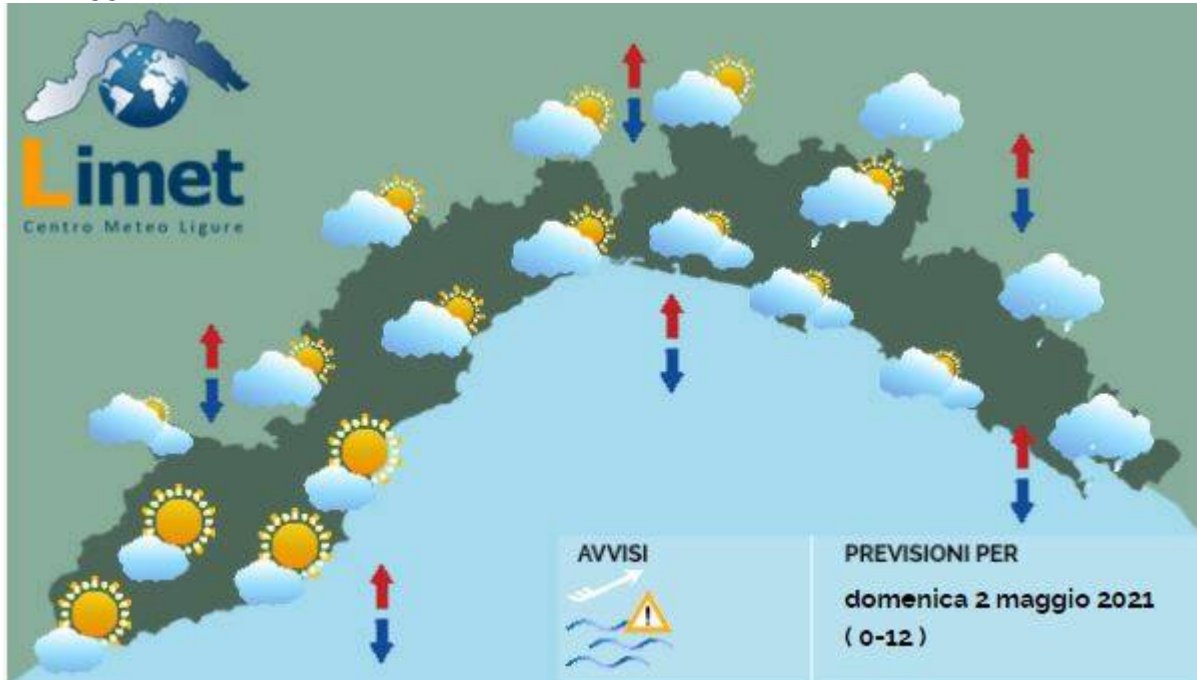 Limet
Centro Meteo Ligure
AVVISI
PREVISIONI PER
domenica 2 maggio 2021
( 0-12 )